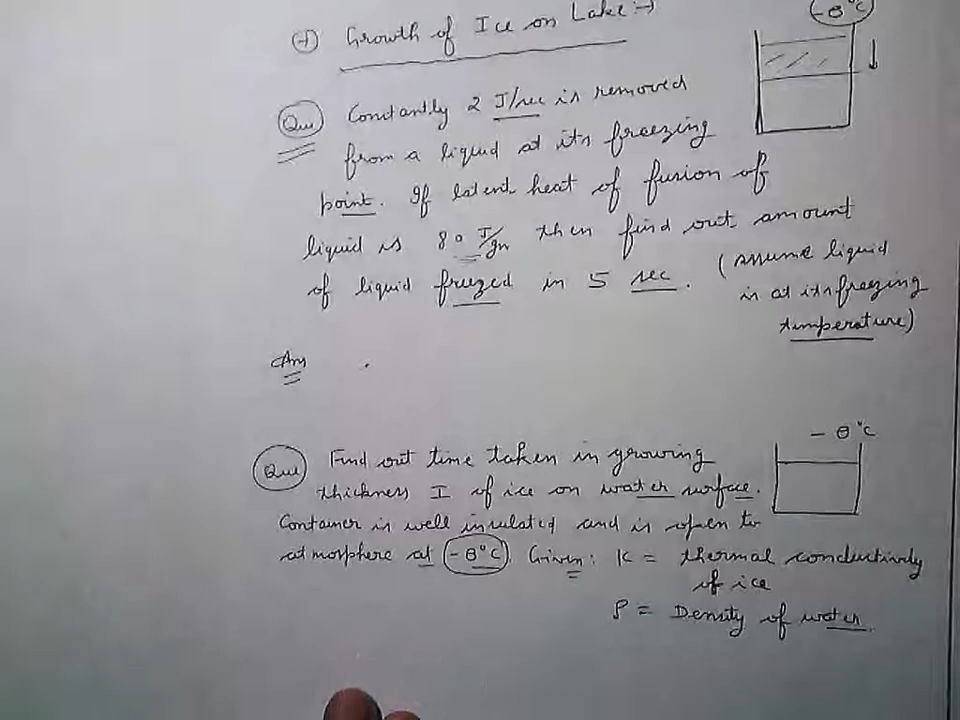 → Growth of Ice on Lake :→
- θ°C
Que Constantly 2 J/sec is removed
from a liquid at its freezing
point. If latent heat of fusion of
liquid is 80 J/gm then find out amount
of liquid freezed in 5 sec. (Assume liquid
is at its freezing
temperature)
Ans .
- θ°C
Que Find out time taken in growing
thickness I of ice on water surface.
Container is well insulated and is open to
atmosphere at - θ°C. Given : K = thermal conductivity
of ice
ρ = Density of water.